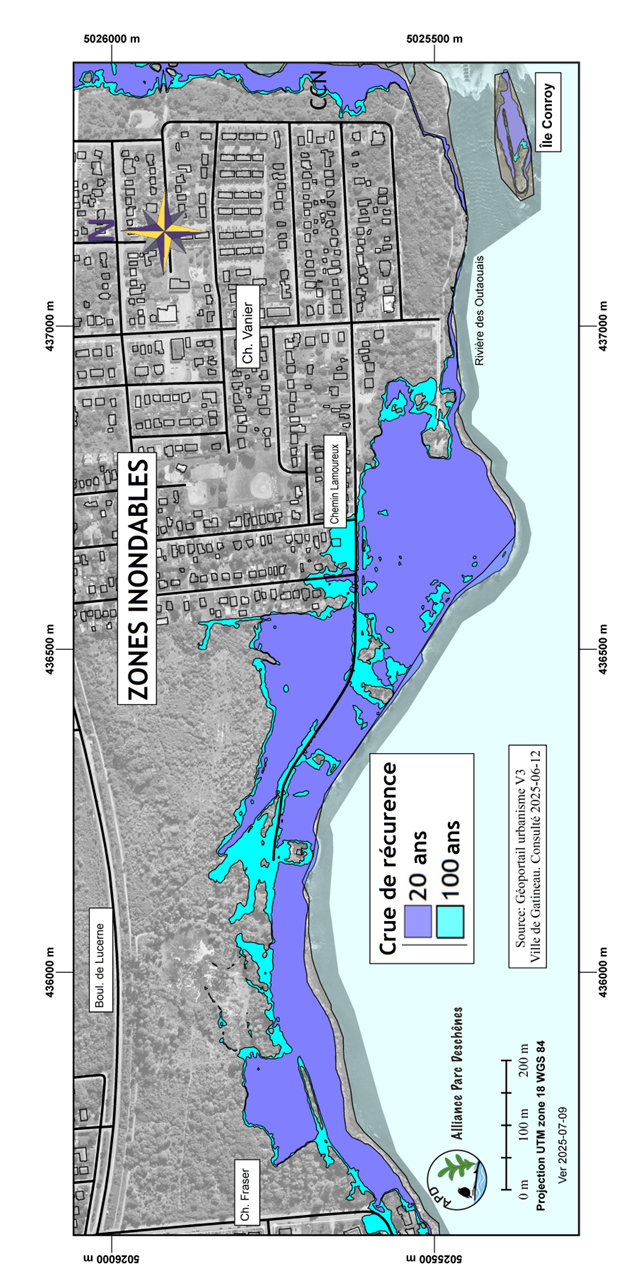 436000 m
436500 m
437000 m
5026000 m
5026000 m
N
Boul. de Lucerne
ZONES INONDABLES
Ch. Fraser
Ch. Vanier
CCN
Chemin Lamoureux
Crue de récurence
20 ans
100 ans
5025500 m
5025500 m
Rivière des Outaouais
Île Conroy
APD
Alliance Parc Deschênes
0 m 100 m 200 m
Projection UTM zone 18 WGS 84
Ver 2025-07-09
Source: Géoportail urbanisme V3
Ville de Gatineau. Consulté 2025-06-12
436000 m
436500 m
437000 m